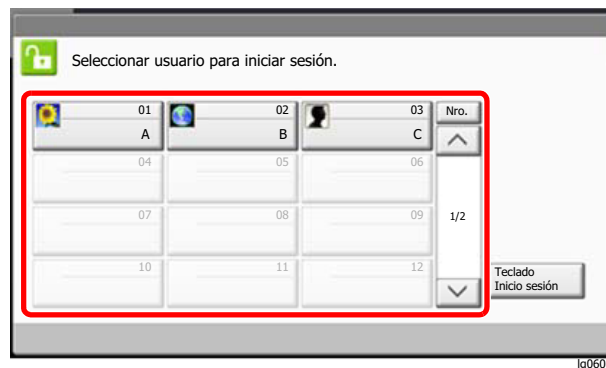 Seleccionar usuario para iniciar sesión.
01 02 03 Nro.
A B C
04 05 06
07 08 09 1/2
10 11 12
Teclado
Inicio sesión
lg060